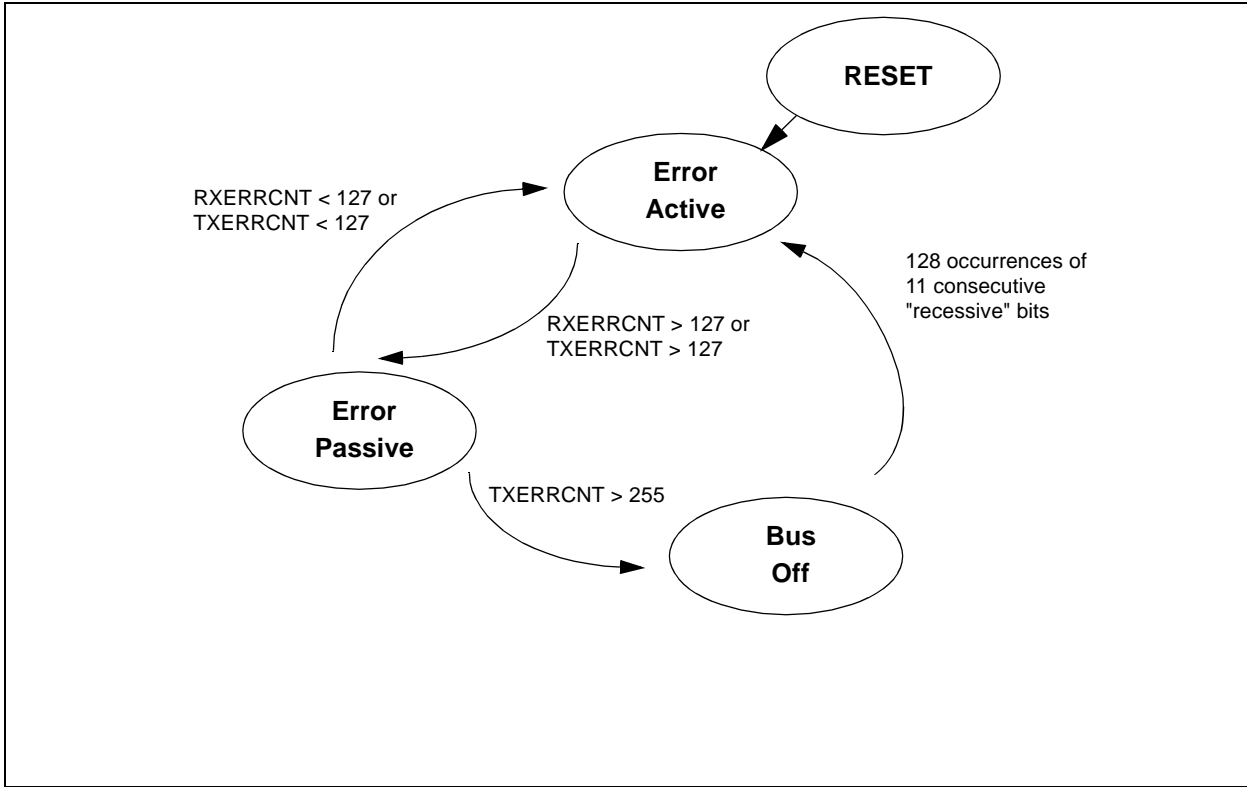 RESET
Error
Active
RXERRCNT < 127 or
TXERRCNT < 127
128 occurrences of
11 consecutive
"recessive" bits
RXERRCNT > 127 or
TXERRCNT > 127
Error
Passive
TXERRCNT > 255
Bus
Off